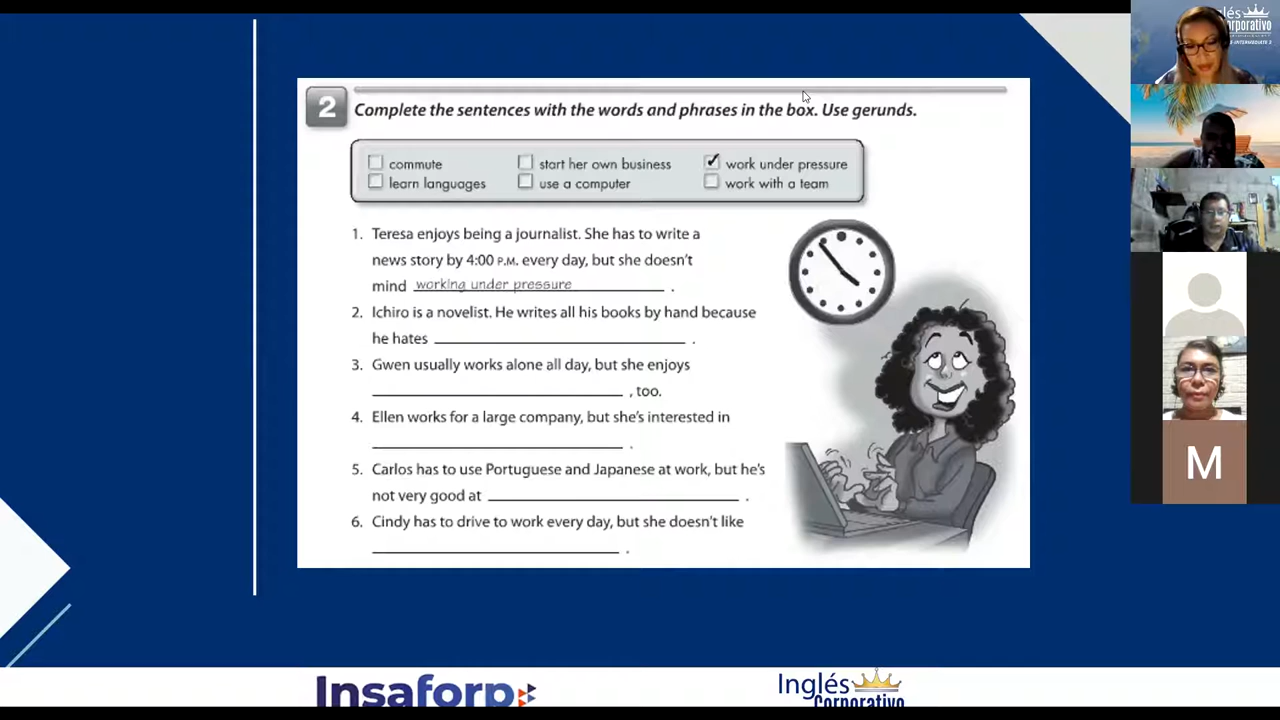 2 Complete the sentences with the words and phrases in the box. Use gerunds.
commute
start her own business
work under pressure
learn languages
use a computer
work with a team
1. Teresa enjoys being a journalist. She has to write a
news story by 4:00 P.M. every day, but she doesn't
mind working under pressure .
2. Ichiro is a novelist. He writes all his books by hand because
he hates .
3. Gwen usually works alone all day, but she enjoys
, too.
4. Ellen works for a large company, but she's interested in
.
5. Carlos has to use Portuguese and Japanese at work, but he's
not very good at .
6. Cindy has to drive to work every day, but she doesn't like
.
M
Insaforp
Inglés
Corporativo